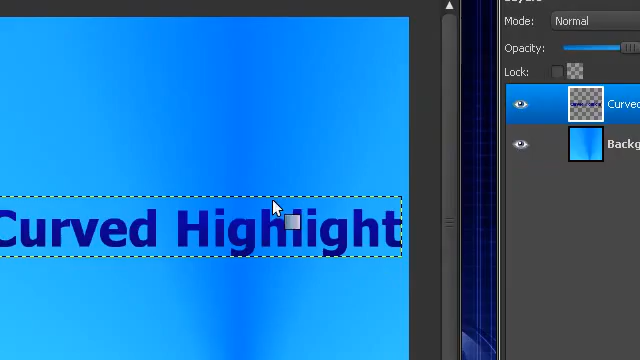 Mode: Normal
Opacity:
Lock:
Curved
Backg
Curved Highlight